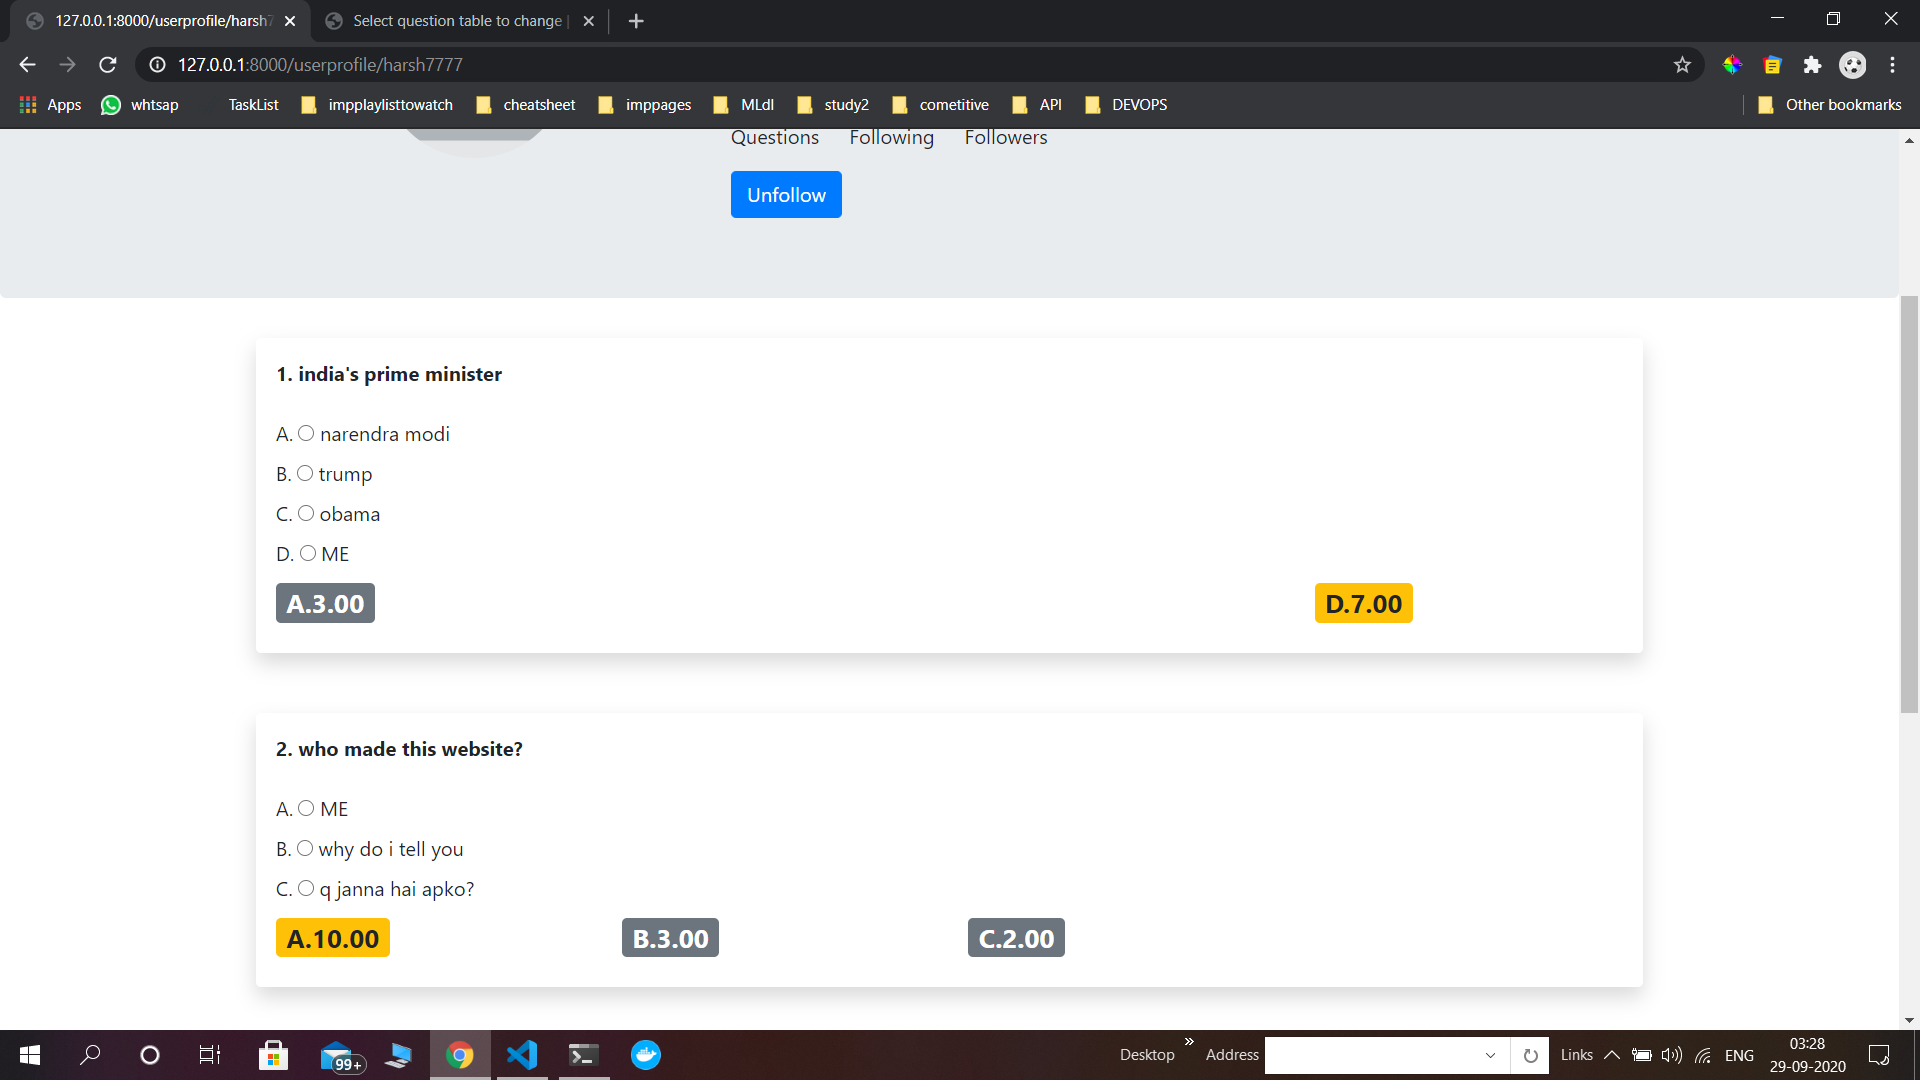 127.0.0.1:8000/userprofile/harsh7
Select question table to change |
127.0.0.1:8000/userprofile/harsh7777
Apps
whtsap
TaskList
impplaylisttowatch
cheatsheet
imppages
MLdl
study2
cometitive
API
DEVOPS
Other bookmarks
Questions Following Followers
Unfollow
1. india's prime minister
A. narendra modi
B. trump
C. obama
D. ME
A.3.00 D.7.00
2. who made this website?
A. ME
B. why do i tell you
C. q janna hai apko?
A.10.00 B.3.00 C.2.00
99+
Desktop » Address
Links
ENG
03:28
29-09-2020